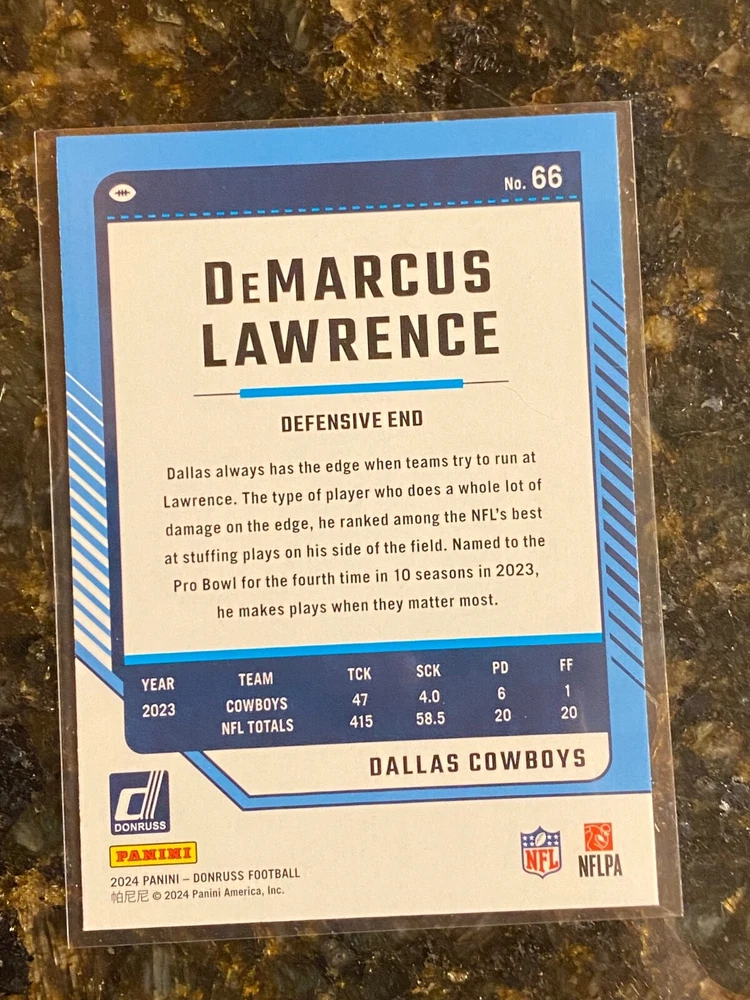 No. 66
DeMARCUS
LAWRENCE
DEFENSIVE END
Dallas always has the edge when teams try to run at
Lawrence. The type of player who does a whole lot of
damage on the edge, he ranked among the NFL's best
at stuffing plays on his side of the field. Named to the
Pro Bowl for the fourth time in 10 seasons in 2023,
he makes plays when they matter most.
YEAR TEAM TCK SCK PD FF
2023 COWBOYS 47 4.0 6 1
NFL TOTALS 415 58.5 20 20
DALLAS COWBOYS
d
DONRUSS
PANINI
NFL
NFLPA
2024 PANINI – DONRUSS FOOTBALL
帕尼尼 © 2024 Panini America, Inc.